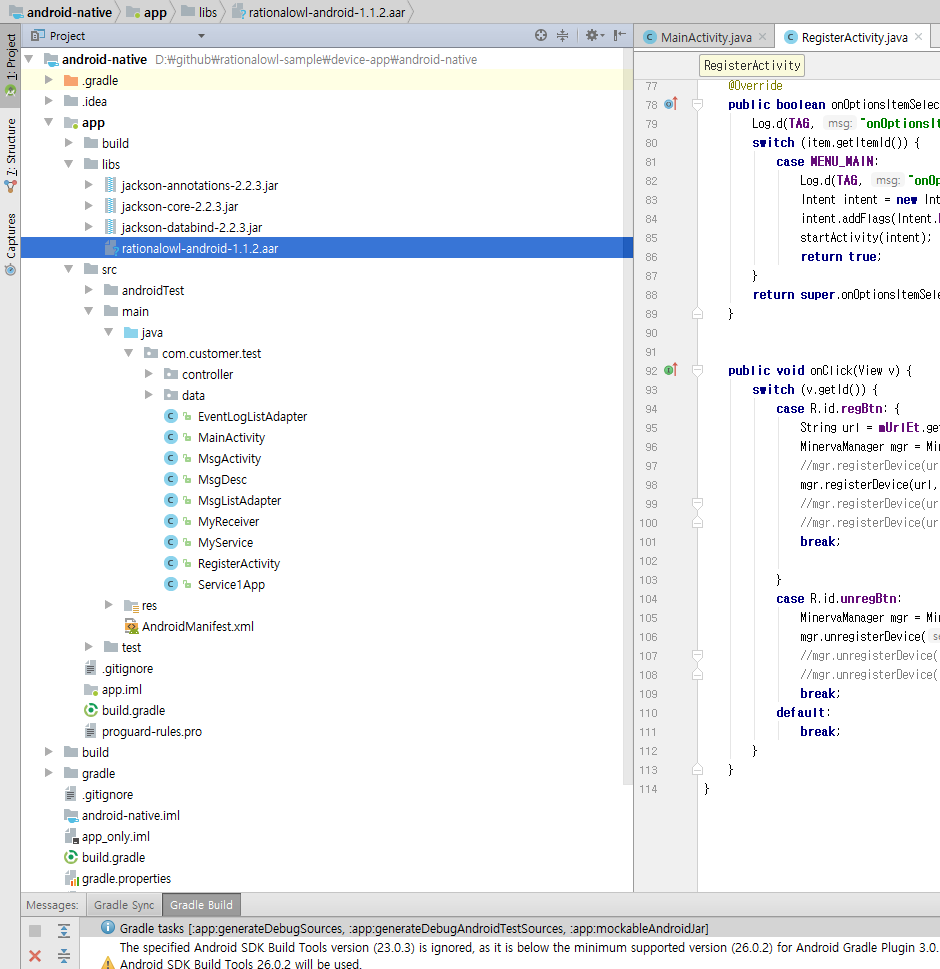 android-native app libs rationalowl-android-1.1.2.aar
1: Project
7: Structure
Captures
Project
android-native D:₩github₩rationalowl-sample₩device-app₩android-native
.gradle
.idea
app
build
libs
jackson-annotations-2.2.3.jar
jackson-core-2.2.3.jar
jackson-databind-2.2.3.jar
rationalowl-android-1.1.2.aar
src
androidTest
main
java
com.customer.test
controller
data
EventLogListAdapter
MainActivity
MsgActivity
MsgDesc
MsgListAdapter
MyReceiver
MyService
RegisterActivity
Service1App
res
AndroidManifest.xml
test
.gitignore
app.iml
build.gradle
proguard-rules.pro
build
gradle
.gitignore
android-native.iml
app_only.iml
build.gradle
gradle.properties
MainActivity.java RegisterActivity.java
RegisterActivity
77 @Override
78 public boolean onOptionsItemSelec
79 Log.d(TAG, msg: "onOptionsIt
80 switch (item.getItemId()) {
81 case MENU_MAIN:
82 Log.d(TAG, msg: "onOp
83 Intent intent = new Int
84 intent.addFlags(Intent.
85 startActivity(intent);
86 return true;
87 }
88 return super.onOptionsItemSele
89 }
90
91
92 public void onClick(View v) {
93 switch (v.getId()) {
94 case R.id.regBtn: {
95 String url = mUrlEt.get
96 MinervaManager mgr = Min
97 //mgr.registerDevice(ur
98 mgr.registerDevice(url,
99 //mgr.registerDevice(ur
100 //mgr.registerDevice(ur
101 break;
102
103 }
104 case R.id.unregBtn:
105 MinervaManager mgr = Min
106 mgr.unregisterDevice( se
107 //mgr.unregisterDevice(
108 //mgr.unregisterDevice(
109 break;
110 default:
111 break;
112 }
113 }
114 }
Messages: Gradle Sync Gradle Build
Gradle tasks [:app:generateDebugSources, :app:generateDebugAndroidTestSources, :app:mockableAndroidJar]
The specified Android SDK Build Tools version (23.0.3) is ignored, as it is below the minimum supported version (26.0.2) for Android Gradle Plugin 3.0.
Android SDK Build Tools 26.0.2 will be used.